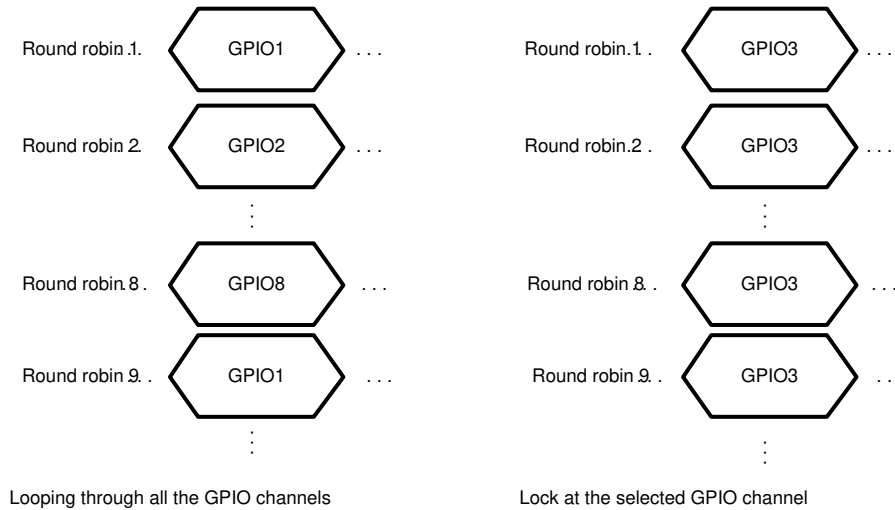 Round robin 1. . . GPIO1 . . .
Round robin 2. . . GPIO2 . . .
Round robin 8 . . . GPIO8 . . .
Round robin 9. . . GPIO1 . . .
Looping through all the GPIO channels
Round robin 1. . . GPIO3 . . .
Round robin 2 . . . GPIO3 . . .
Round robin 8. . . GPIO3 . . .
Round robin 9. . . GPIO3 . . .
Lock at the selected GPIO channel